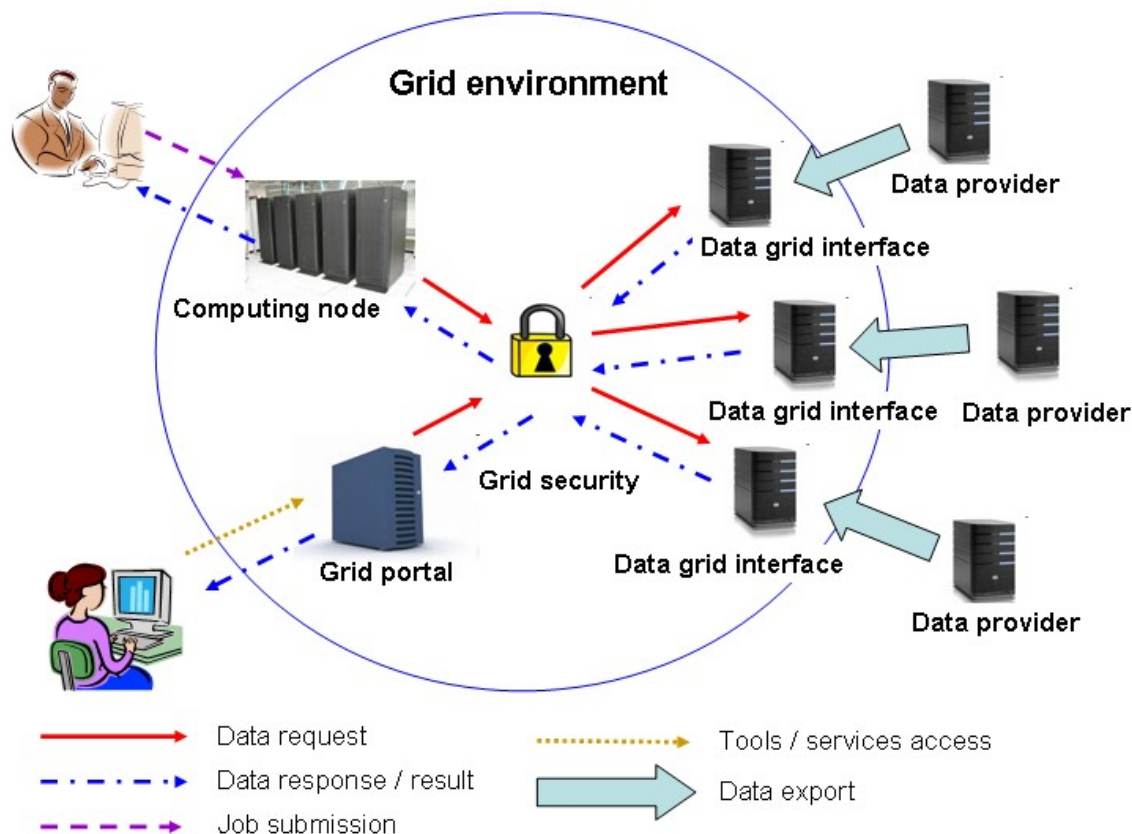 Grid environment
Data provider
Data grid interface
Computing node
Data grid interface
Data provider
Grid security
Grid portal
Data grid interface
Data provider
Data request
Tools / services access
Data response / result
Data export
Job submission